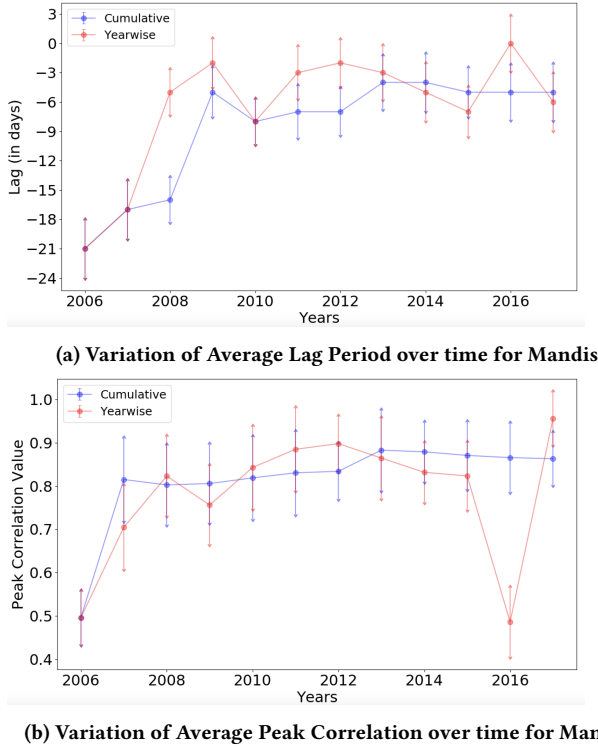 3
0
−3
−6
−9
−12
−15
−18
−21
−24
Lag (in days)
Cumulative
Yearwise
2006 2008 2010 2012 2014 2016
Years
(a) Variation of Average Lag Period over time for Mandis
1.0
0.9
0.8
0.7
0.6
0.5
0.4
Peak Correlation Value
Cumulative
Yearwise
2006 2008 2010 2012 2014 2016
Years
(b) Variation of Average Peak Correlation over time for Man